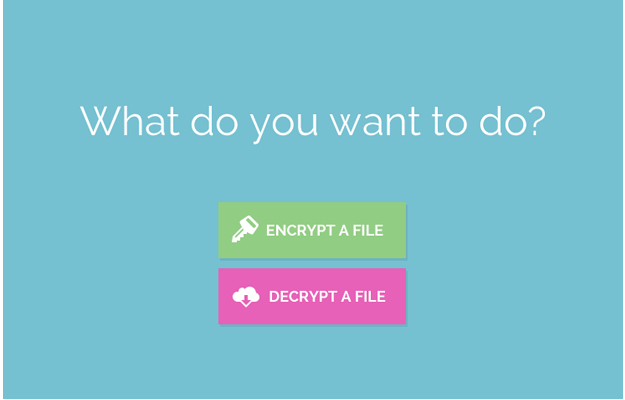 What do you want to do?
ENCRYPT A FILE
DECRYPT A FILE